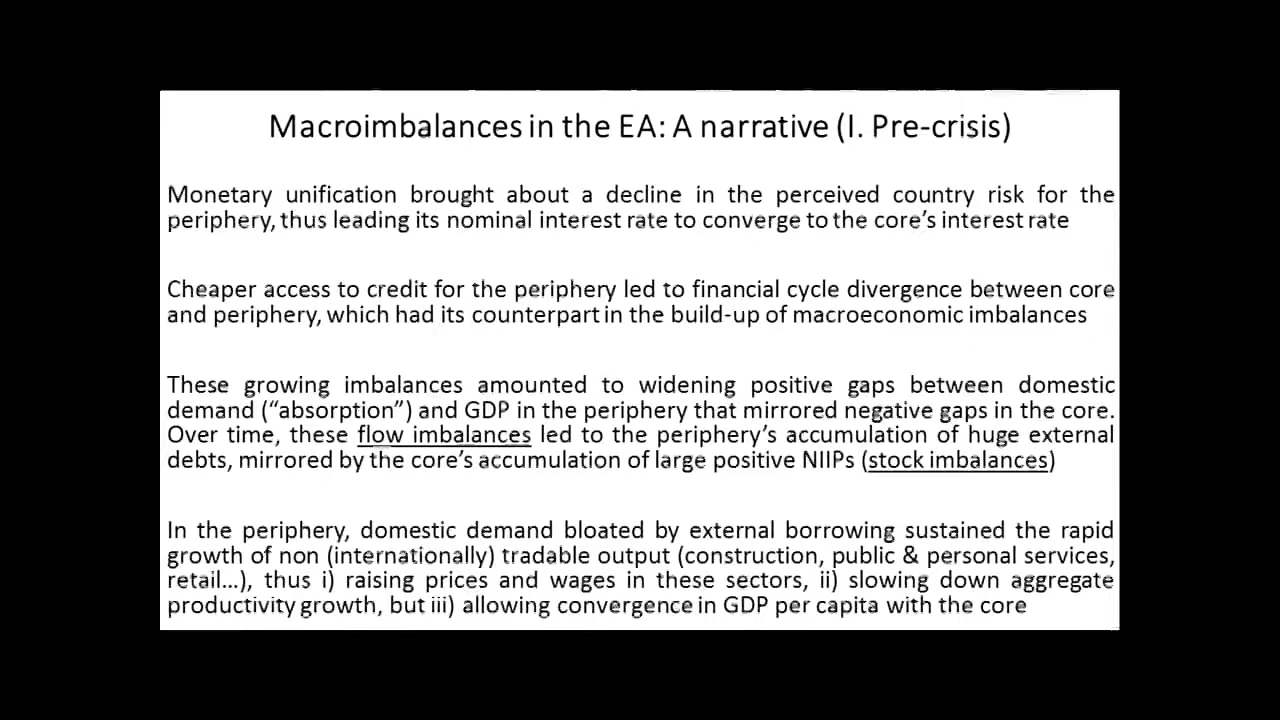 Macroimbalances in the EA: A narrative (I. Pre-crisis)
Monetary unification brought about a decline in the perceived country risk for the
periphery, thus leading its nominal interest rate to converge to the core's interest rate
Cheaper access to credit for the periphery led to financial cycle divergence between core
and periphery, which had its counterpart in the build-up of macroeconomic imbalances
These growing imbalances amounted to widening positive gaps between domestic
demand (“absorption”) and GDP in the periphery that mirrored negative gaps in the core.
Over time, these flow imbalances led to the periphery's accumulation of huge external
debts, mirrored by the core's accumulation of large positive NIIPs (stock imbalances)
In the periphery, domestic demand bloated by external borrowing sustained the rapid
growth of non (internationally) tradable output (construction, public & personal services,
retail…), thus i) raising prices and wages in these sectors, ii) slowing down aggregate
productivity growth, but iii) allowing convergence in GDP per capita with the core